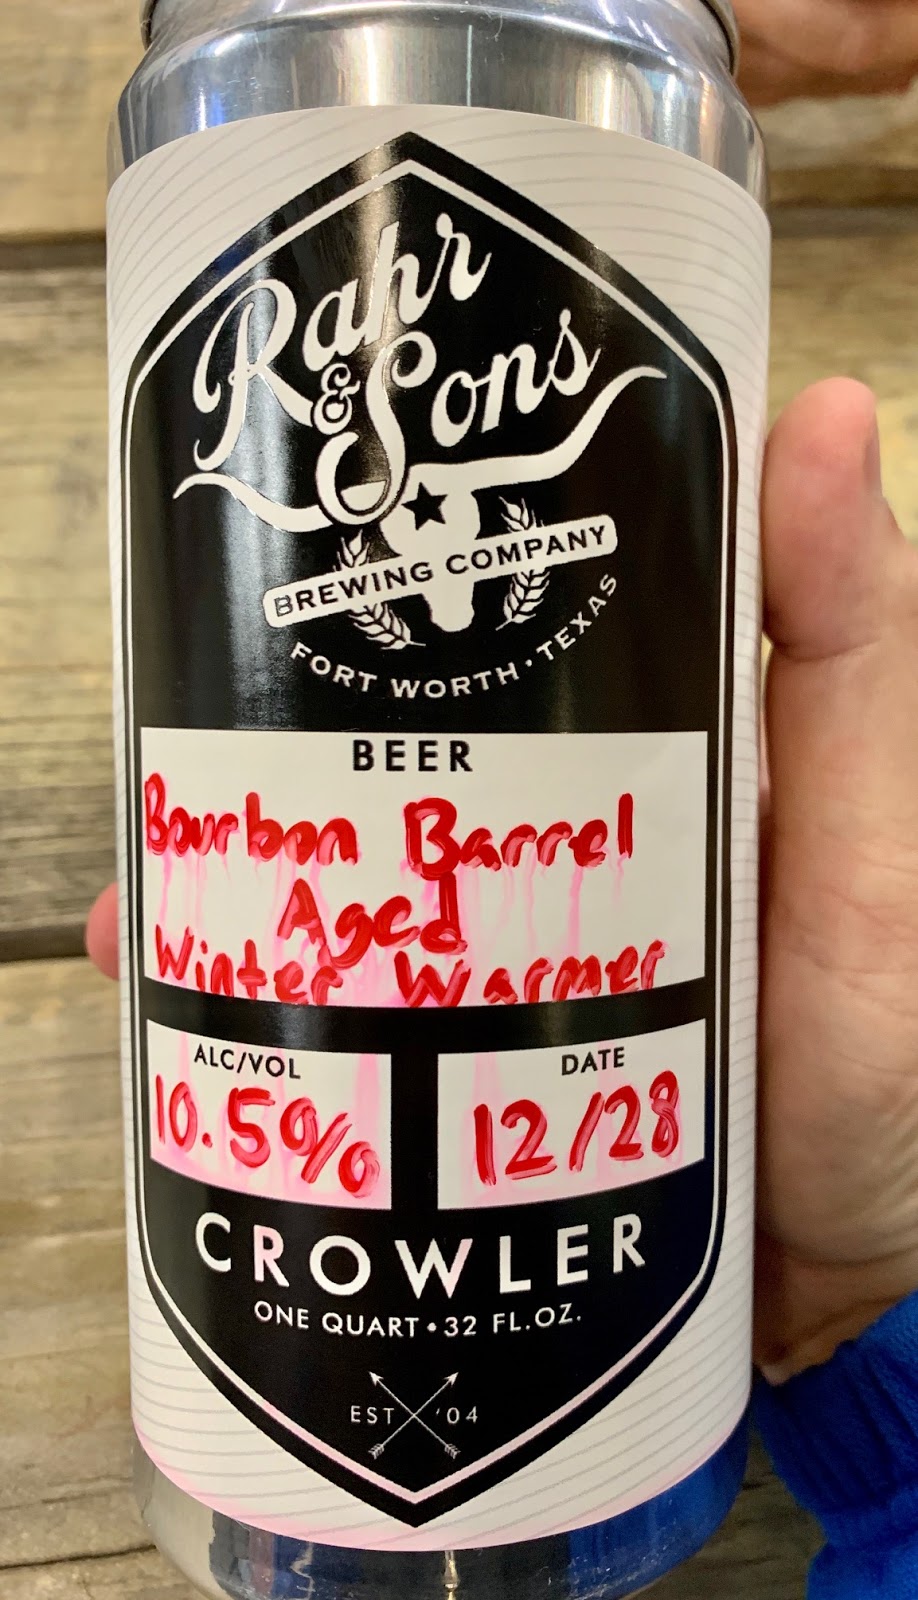 Rahr
& Sons
BREWING COMPANY
FORT WORTH • TEXAS
BEER
Bourbon Barrel
Aged
Winter Warmer
ALC/VOL
10.5%
DATE
12/28
CROWLER
ONE QUART • 32 FL.OZ.
EST '04